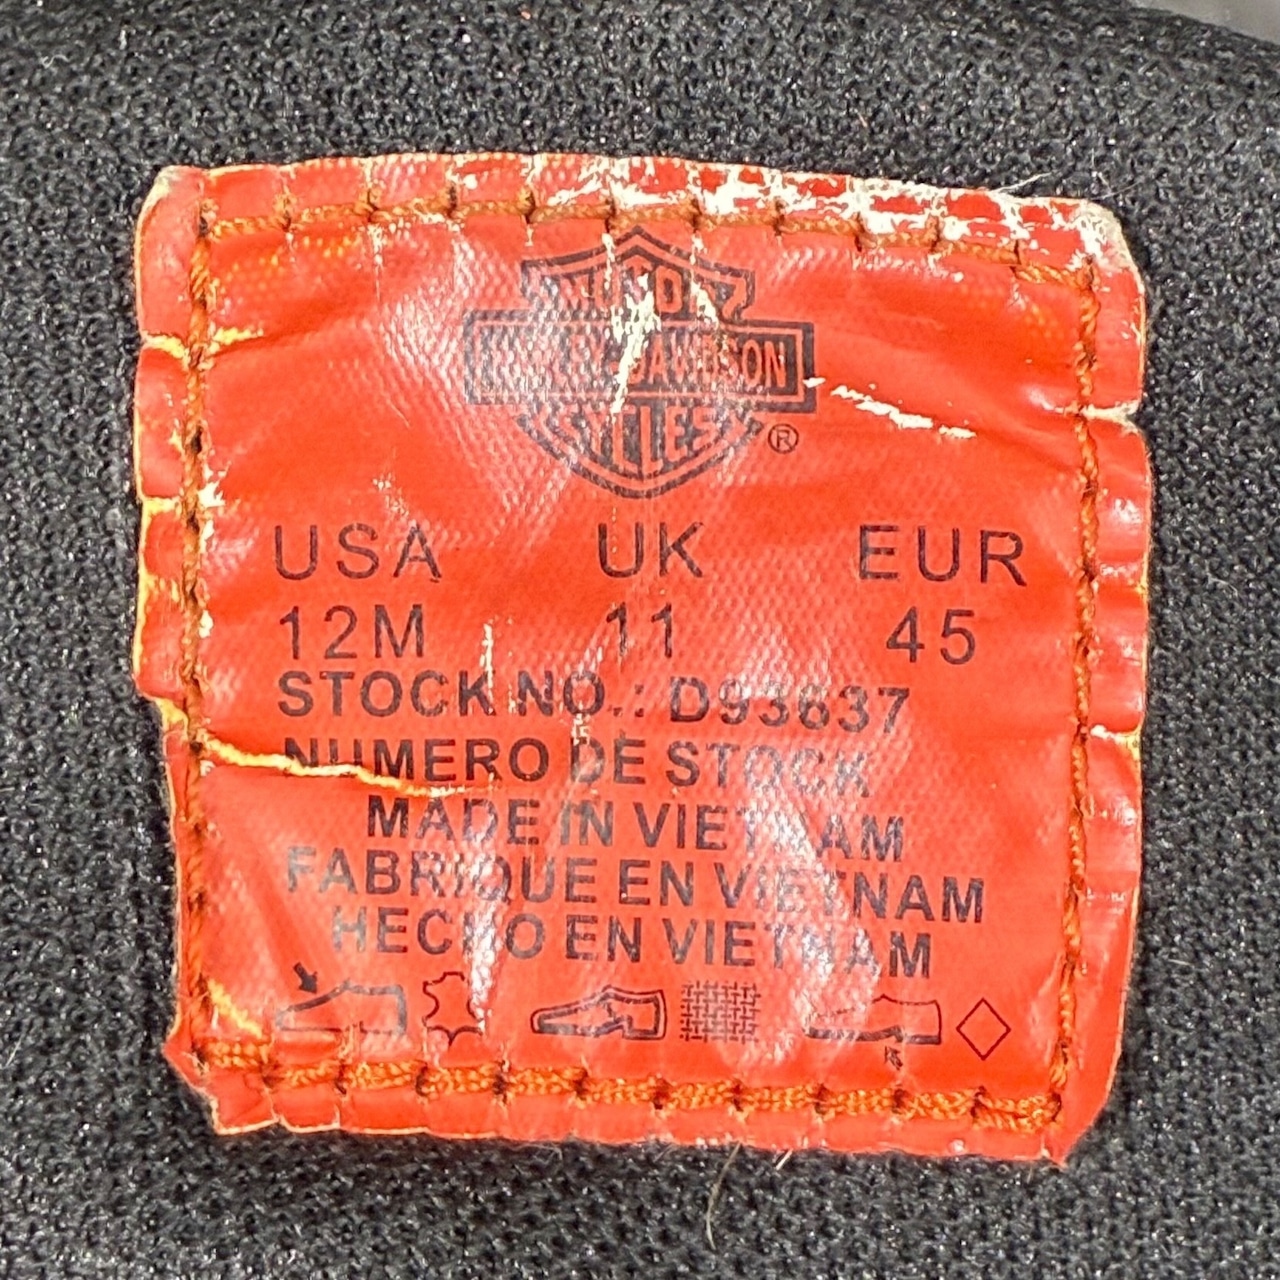 MOTOR
HARLEY-DAVIDSON
CYCLES
®
USA UK EUR
12M 11 45
STOCK NO.: D93637
NUMERO DE STOCK
MADE IN VIETNAM
FABRIQUE EN VIETNAM
HECHO EN VIETNAM